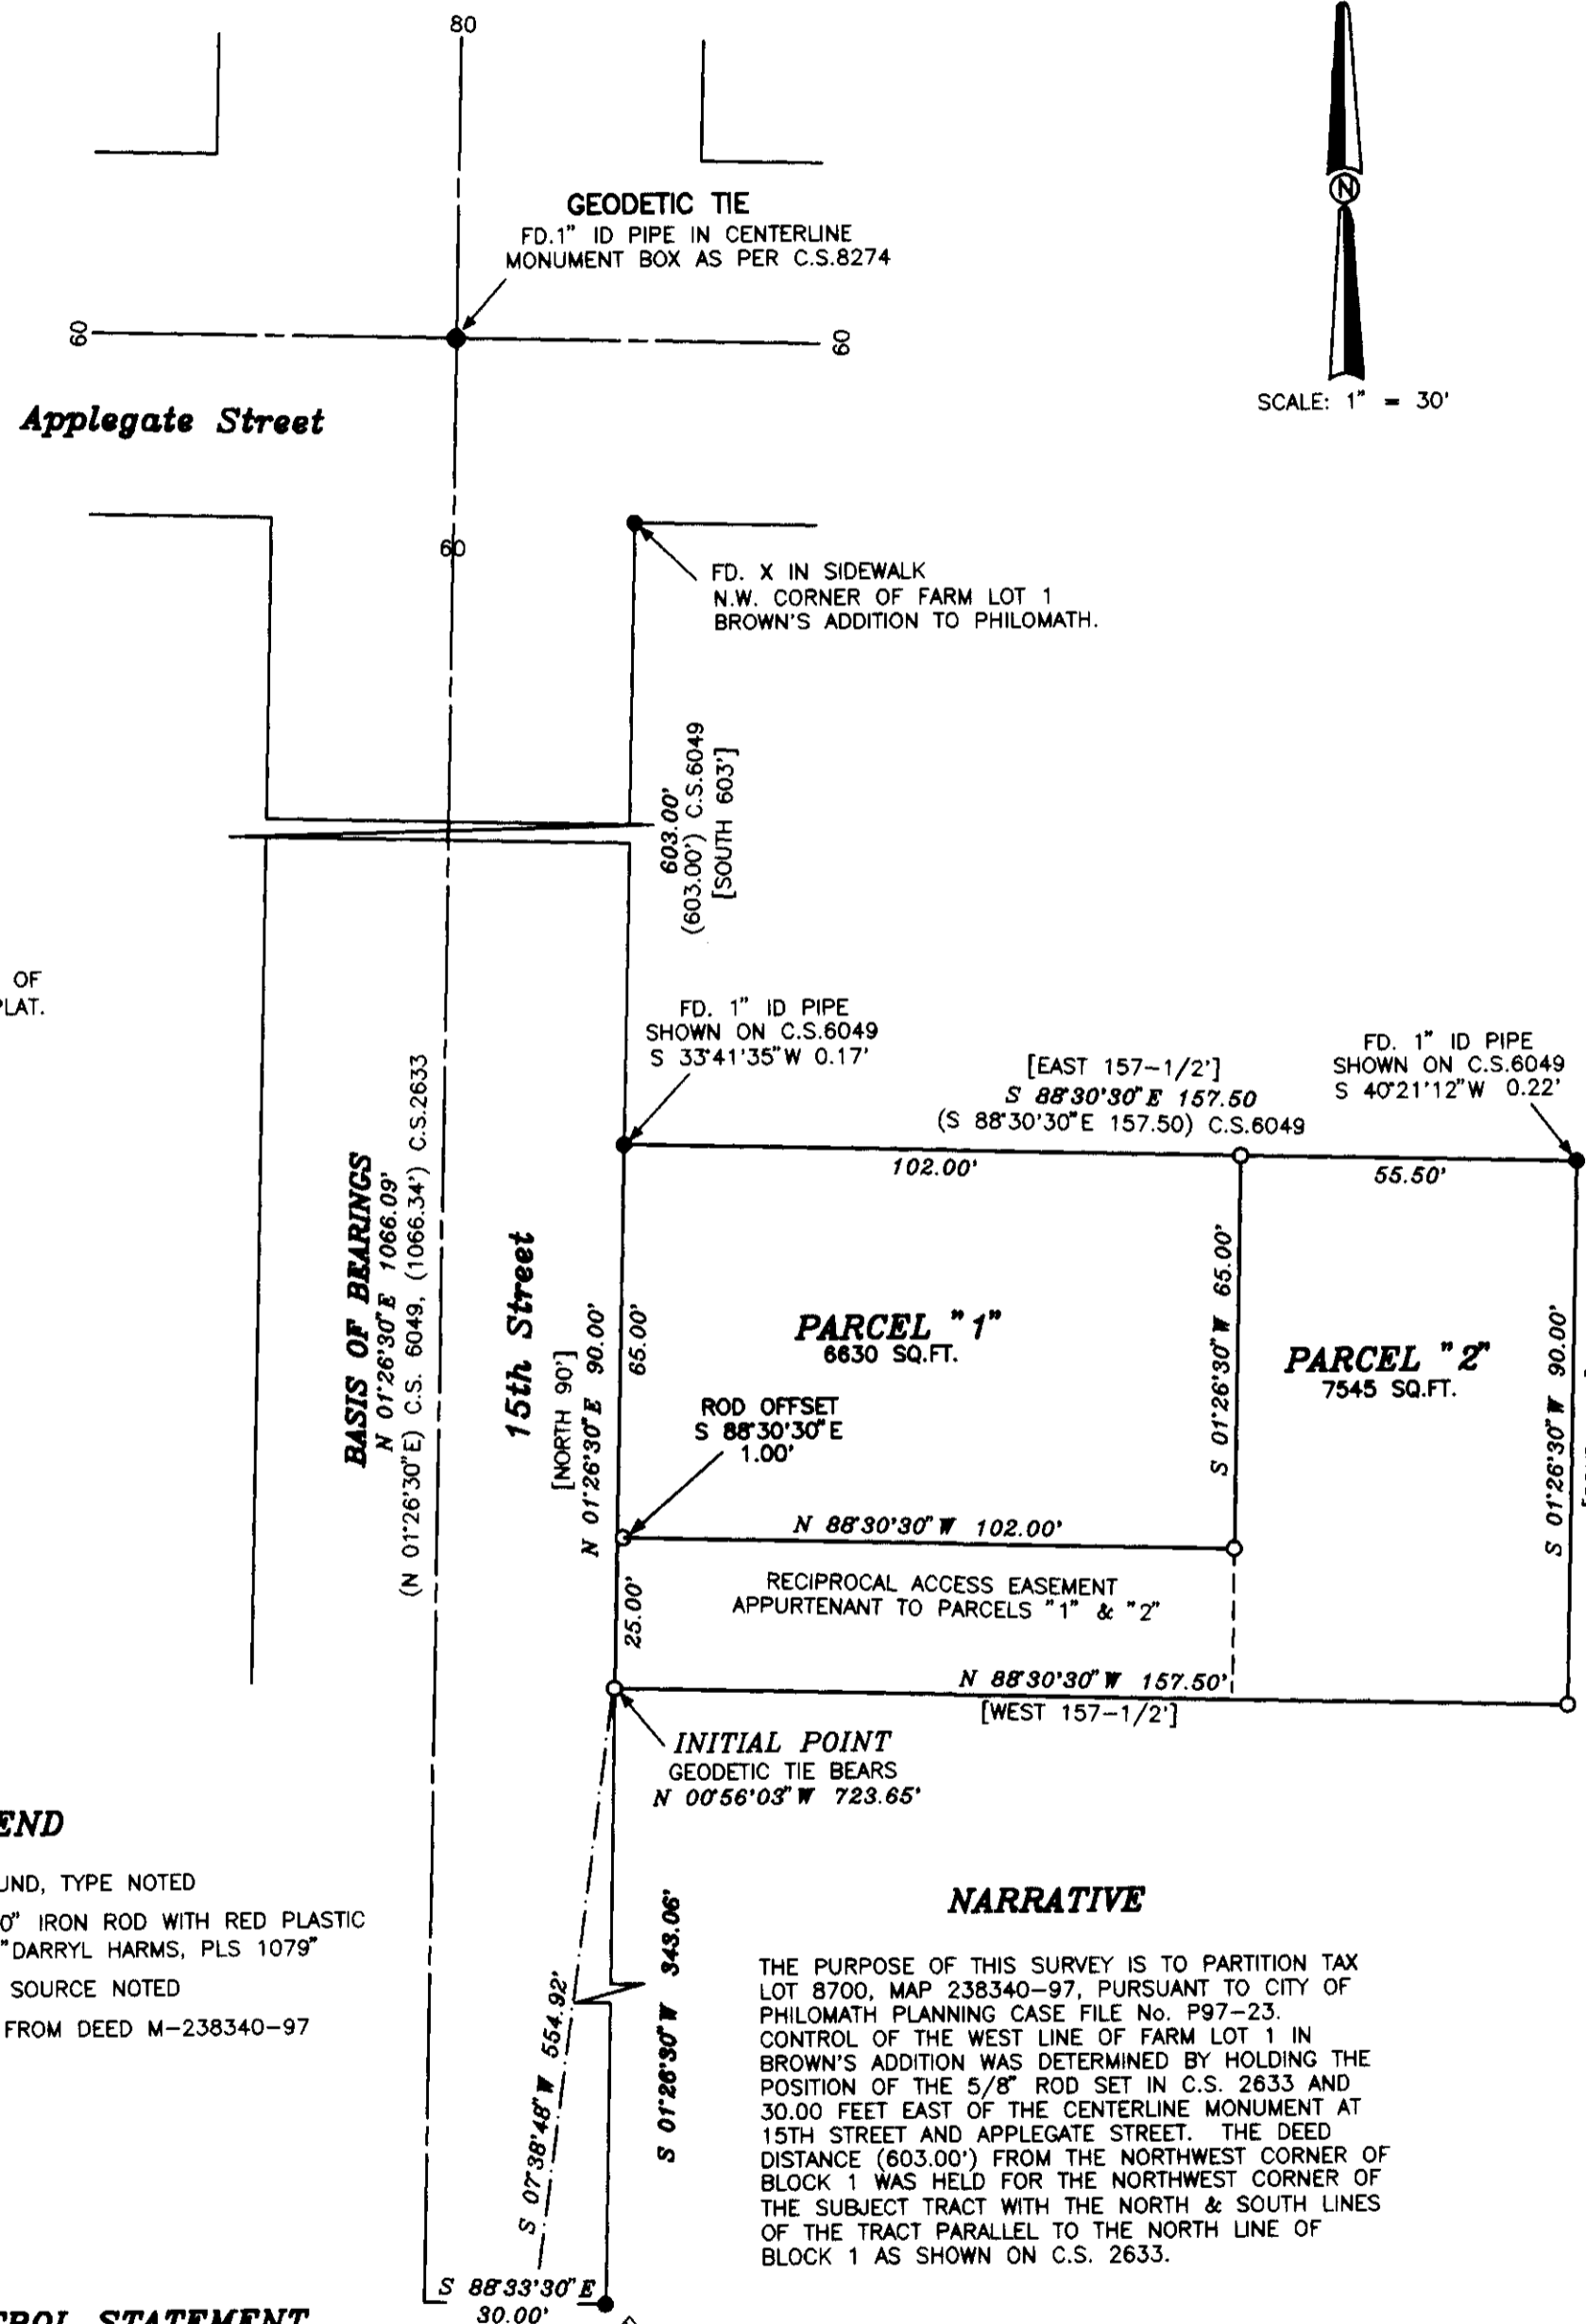 80
GEODETIC TIE
FD.1" ID PIPE IN CENTERLINE
MONUMENT BOX AS PER C.S.8274
60
60
Applegate Street
SCALE: 1" = 30'
N
60
FD. X IN SIDEWALK
N.W. CORNER OF FARM LOT 1
BROWN'S ADDITION TO PHILOMATH.
603.00'
(603.00') C.S.6049
[SOUTH 603']
OF
PLAT.
FD. 1" ID PIPE
SHOWN ON C.S.6049
S 33°41'35"W 0.17'
[EAST 157-1/2']
S 88°30'30"E 157.50
(S 88°30'30"E 157.50) C.S.6049
FD. 1" ID PIPE
SHOWN ON C.S.6049
S 40°21'12"W 0.22'
102.00'
55.50'
BASIS OF BEARINGS
N 01°26'30"E 1066.09'
(N 01°26'30"E) C.S. 6049, (1066.34') C.S.2633
15th Street
[NORTH 90']
N 01°26'30"E 90.00'
65.00'
PARCEL "1"
6630 SQ.FT.
S 01°26'30"W 65.00'
PARCEL "2"
7545 SQ.FT.
S 01°26'30"W 90.00'
ROD OFFSET
S 88°30'30"E
1.00'
N 88°30'30"W 102.00'
25.00'
RECIPROCAL ACCESS EASEMENT
APPURTENANT TO PARCELS "1" & "2"
N 88°30'30"W 157.50'
[WEST 157-1/2']
INITIAL POINT
GEODETIC TIE BEARS
N 00°56'03"W 723.65'
END
UND, TYPE NOTED
0" IRON ROD WITH RED PLASTIC
"DARRYL HARMS, PLS 1079"
SOURCE NOTED
FROM DEED M-238340-97
S 07°38'48"W 554.92'
S 01°26'30"W 343.06'
NARRATIVE
THE PURPOSE OF THIS SURVEY IS TO PARTITION TAX
LOT 8700, MAP 238340-97, PURSUANT TO CITY OF
PHILOMATH PLANNING CASE FILE No. P97-23.
CONTROL OF THE WEST LINE OF FARM LOT 1 IN
BROWN'S ADDITION WAS DETERMINED BY HOLDING THE
POSITION OF THE 5/8" ROD SET IN C.S. 2633 AND
30.00 FEET EAST OF THE CENTERLINE MONUMENT AT
15TH STREET AND APPLEGATE STREET. THE DEED
DISTANCE (603.00') FROM THE NORTHWEST CORNER OF
BLOCK 1 WAS HELD FOR THE NORTHWEST CORNER OF
THE SUBJECT TRACT WITH THE NORTH & SOUTH LINES
OF THE TRACT PARALLEL TO THE NORTH LINE OF
BLOCK 1 AS SHOWN ON C.S. 2633.
S 88°33'30"E
30.00'
STATEMENT